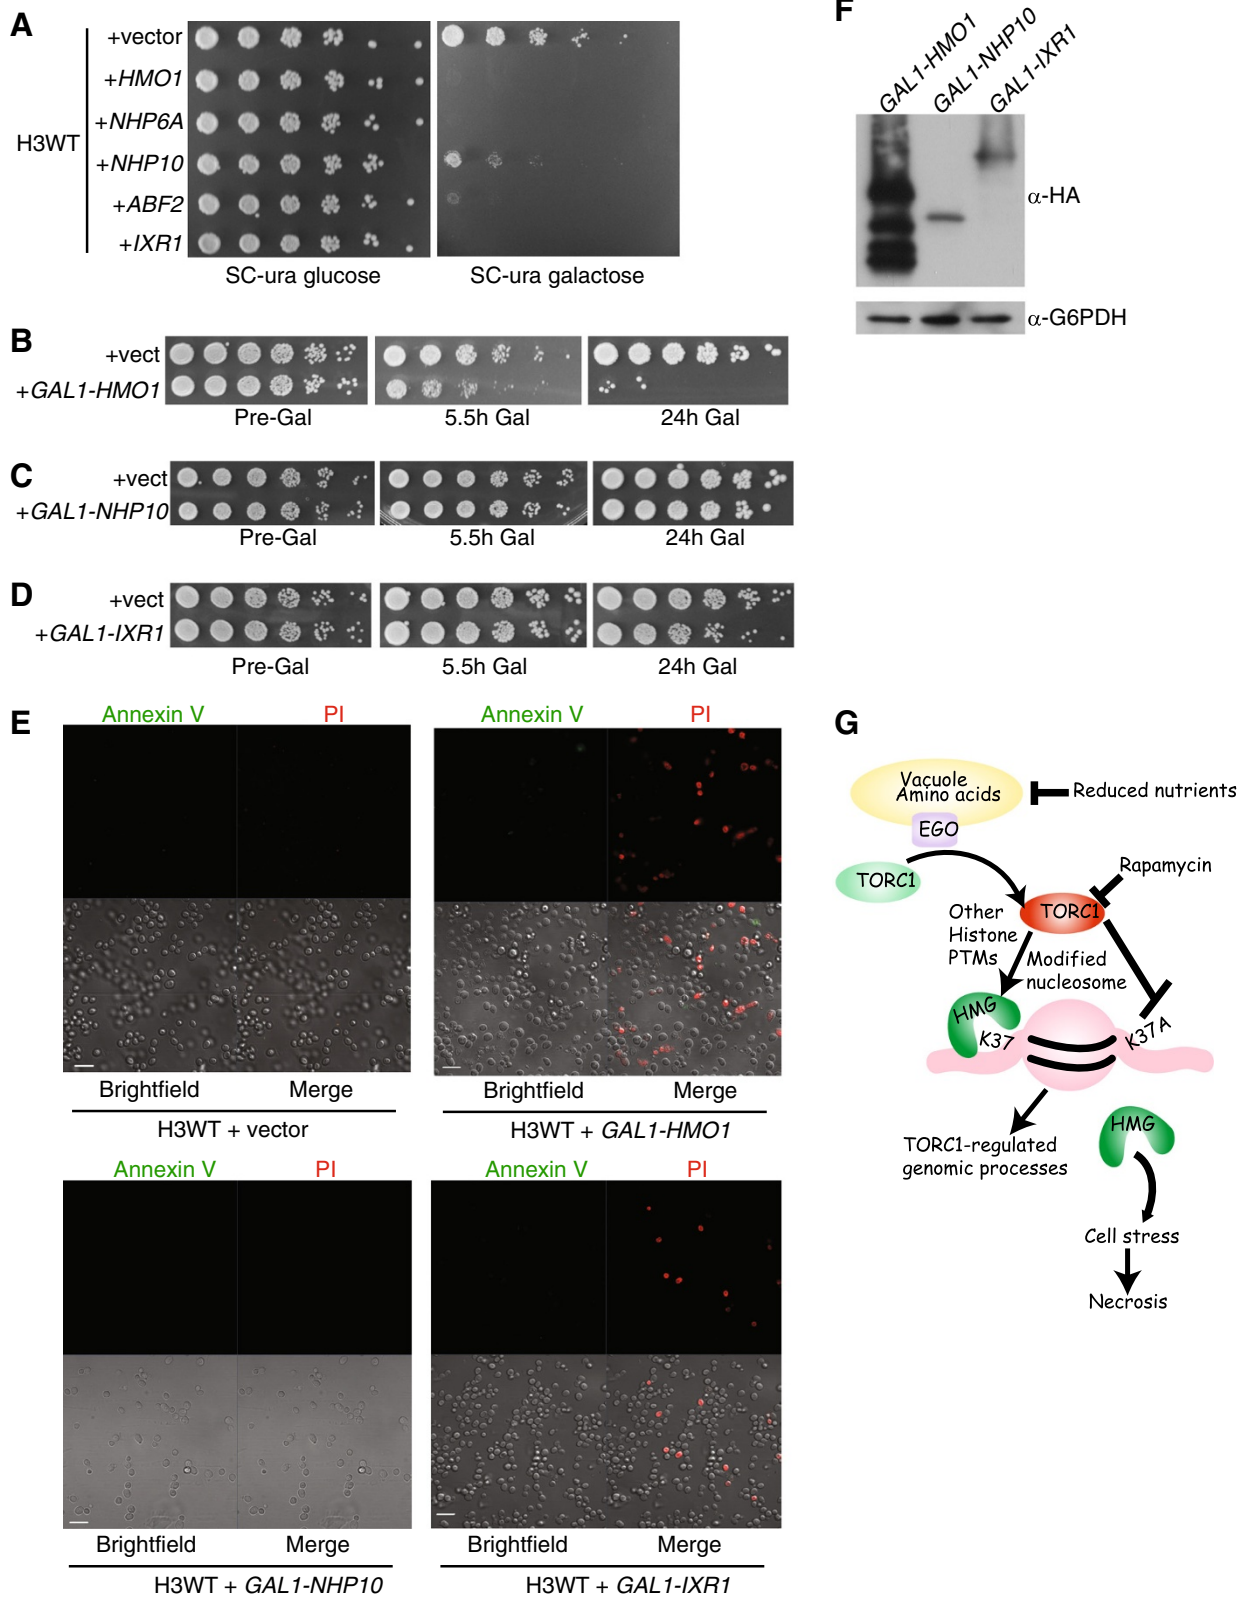 A
+vector
+HMO1
+NHP6A
H3WT
+NHP10
+ABF2
+IXR1
SC-ura glucose
SC-ura galactose
B
+vect
+GAL1-HMO1
Pre-Gal
5.5h Gal
24h Gal
C
+vect
+GAL1-NHP10
Pre-Gal
5.5h Gal
24h Gal
D
+vect
+GAL1-IXR1
Pre-Gal
5.5h Gal
24h Gal
E
Annexin V
PI
Annexin V
PI
Brightfield
Merge
Brightfield
Merge
H3WT + vector
H3WT + GAL1-HMO1
Annexin V
PI
Annexin V
PI
Brightfield
Merge
Brightfield
Merge
H3WT + GAL1-NHP10
H3WT + GAL1-IXR1
F
GAL1-HMO1
GAL1-NHP10
GAL1-IXR1
α-HA
α-G6PDH
G
Vacuole
Amino acids
Reduced nutrients
EGO
TORC1
Rapamycin
TORC1
Other
Histone
PTMs
Modified
nucleosome
HMG
K37
K37A
TORC1-regulated
genomic processes
HMG
Cell stress
Necrosis